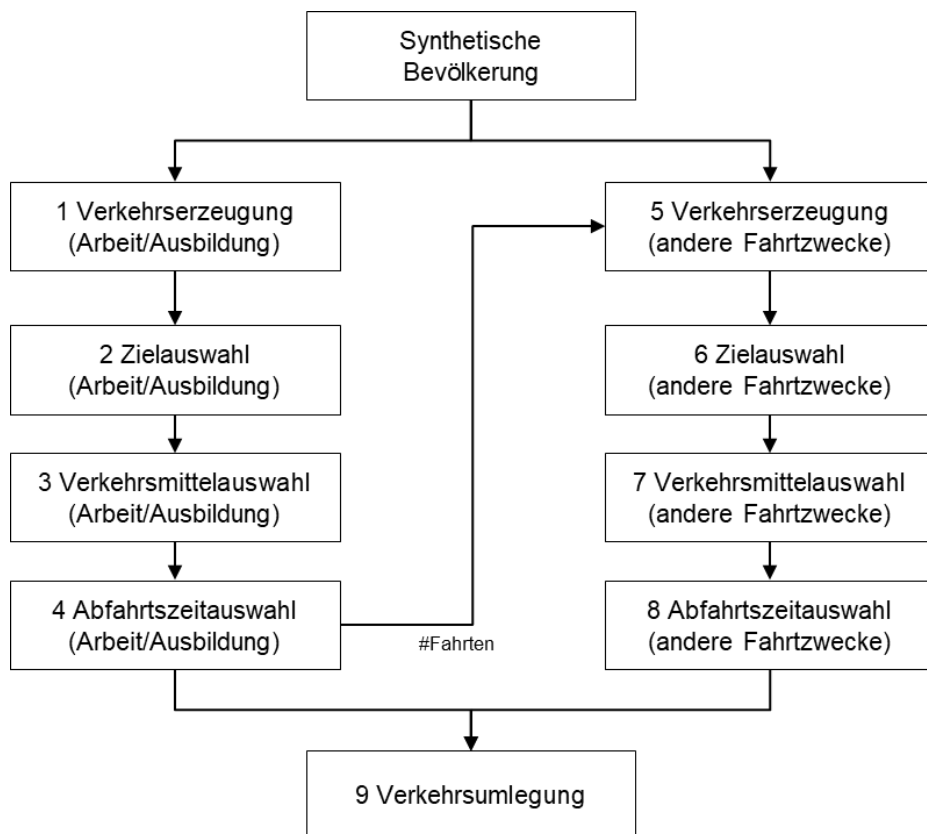 Synthetische
Bevölkerung
1 Verkehrserzeugung
(Arbeit/Ausbildung)
5 Verkehrserzeugung
(andere Fahrtzwecke)
2 Zielauswahl
(Arbeit/Ausbildung)
6 Zielauswahl
(andere Fahrtzwecke)
3 Verkehrsmittelauswahl
(Arbeit/Ausbildung)
7 Verkehrsmittelauswahl
(andere Fahrtzwecke)
4 Abfahrtszeitauswahl
(Arbeit/Ausbildung)
#Fahrten
8 Abfahrtszeitauswahl
(andere Fahrtzwecke)
9 Verkehrsumlegung